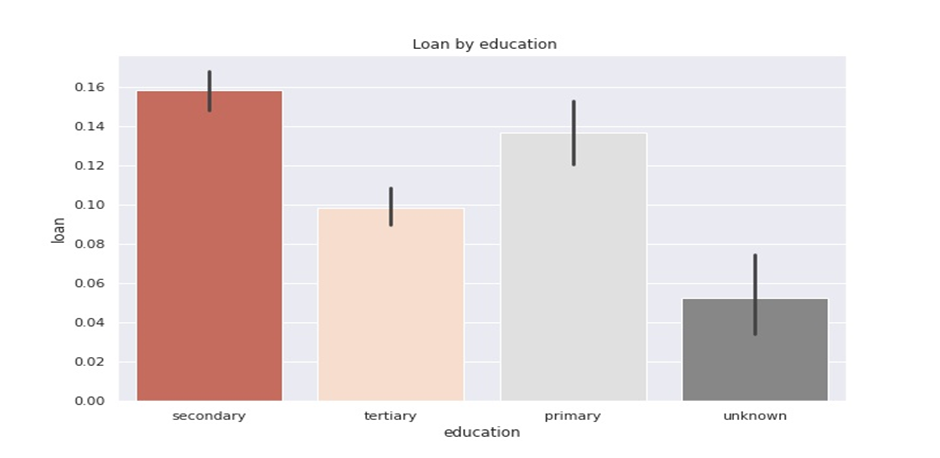 Loan by education
0.16
0.14
0.12
0.10
0.08
0.06
0.04
0.02
0.00
loan
secondary tertiary primary unknown
education